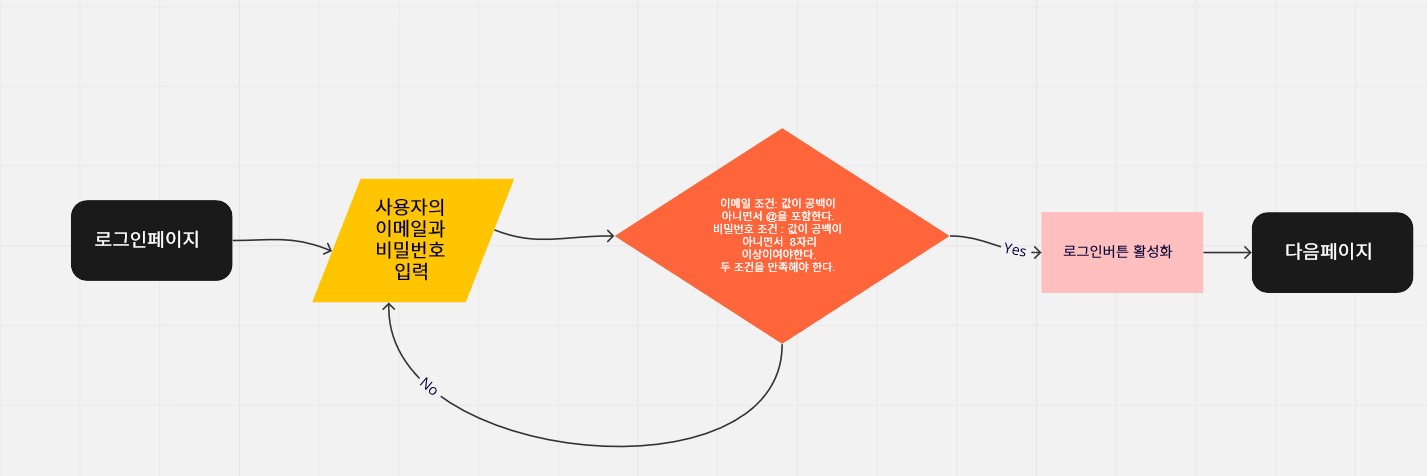 로그인페이지
사용자의
이메일과
비밀번호
입력
이메일 조건: 값이 공백이
아니면서 @을 포함한다.
비밀번호 조건 : 값이 공백이
아니면서 8자리
이상이여야한다.
두 조건을 만족해야 한다.
Yes
로그인버튼 활성화
다음페이지
No